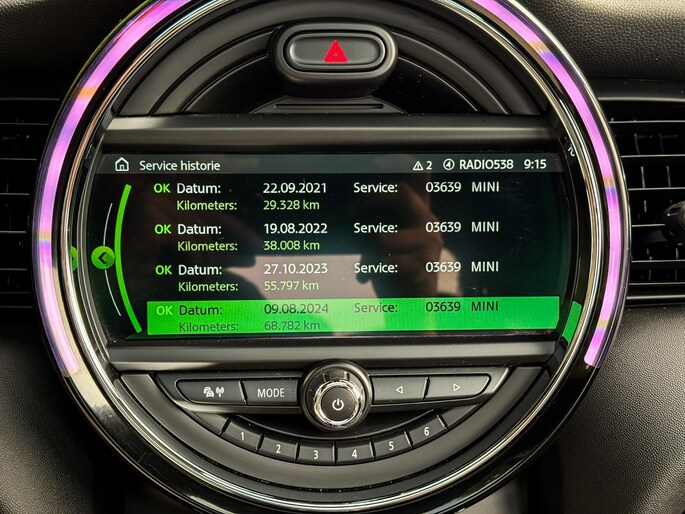 Service historie 2 RADIO538 9:15
OK Datum: 22.09.2021 Service: 03639 MINI
Kilometers: 29.328 km
OK Datum: 19.08.2022 Service: 03639 MINI
Kilometers: 38.008 km
OK Datum: 27.10.2023 Service: 03639 MINI
Kilometers: 55.797 km
OK Datum: 09.08.2024 Service: 03639 MINI
Kilometers: 68.782 km
MODE
1 2 3 4 5 6